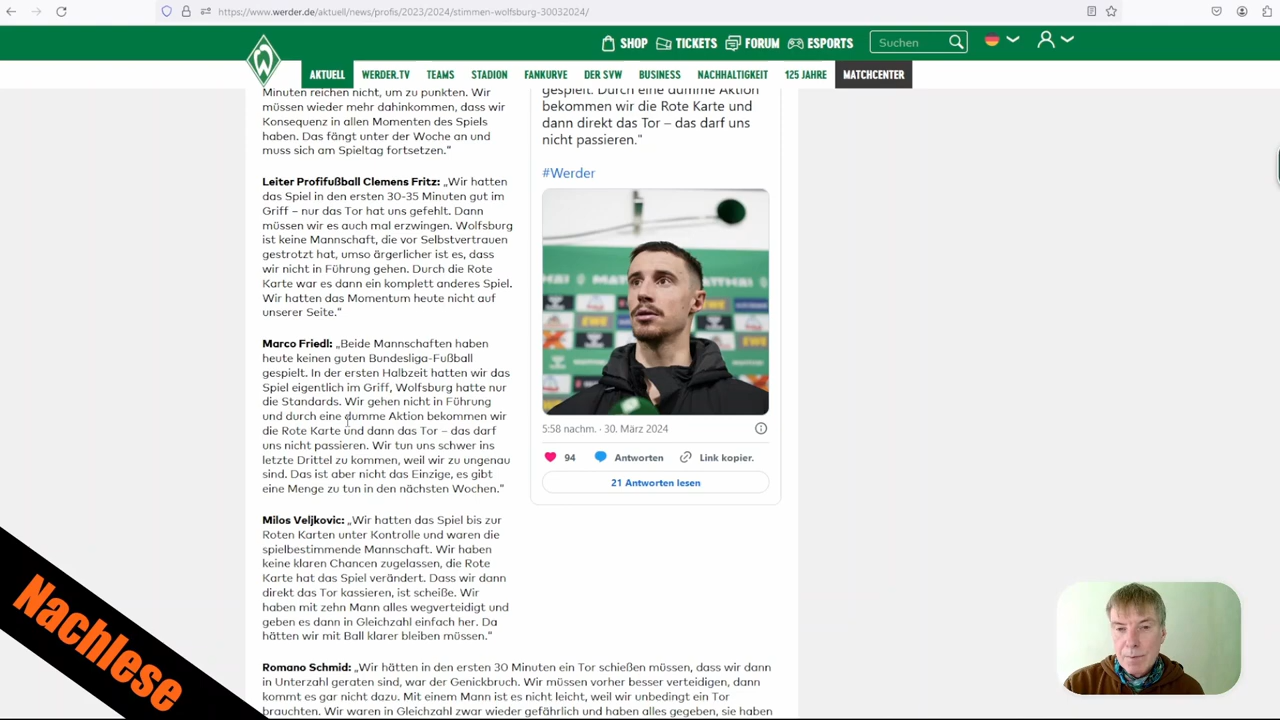 https://www.werder.de/aktuell/news/profis/2023/2024/stimmen-wolfsburg-30032024/
SHOP TICKETS FORUM ESPORTS Suchen
AKTUELL WERDER.TV TEAMS STADION FANKURVE DER SVW BUSINESS NACHHALTIGKEIT 125 JAHRE MATCHCENTER
Minuten reichen nicht, um zu punkten. Wir
müssen wieder mehr dahinkommen, dass wir
Konsequenz in allen Momenten des Spiels
haben. Das fängt unter der Woche an und
muss sich am Spieltag fortsetzen.“
Leiter Profifußball Clemens Fritz: „Wir hatten
das Spiel in den ersten 30-35 Minuten gut im
Griff – nur das Tor hat uns gefehlt. Dann
müssen wir es auch mal erzwingen. Wolfsburg
ist keine Mannschaft, die vor Selbstvertrauen
gestrotzt hat, umso ärgerlicher ist es, dass
wir nicht in Führung gehen. Durch die Rote
Karte war es dann ein komplett anderes Spiel.
Wir hatten das Momentum heute nicht auf
unserer Seite.“
Marco Friedl: „Beide Mannschaften haben
heute keinen guten Bundesliga-Fußball
gespielt. In der ersten Halbzeit hatten wir das
Spiel eigentlich im Griff, Wolfsburg hatte nur
die Standards. Wir gehen nicht in Führung
und durch eine dumme Aktion bekommen wir
die Rote Karte und dann das Tor – das darf
uns nicht passieren. Wir tun uns schwer ins
letzte Drittel zu kommen, weil wir zu ungenau
sind. Das ist aber nicht das Einzige, es gibt
eine Menge zu tun in den nächsten Wochen.“
Milos Veljkovic: „Wir hatten das Spiel bis zur
Roten Karten unter Kontrolle und waren die
spielbestimmende Mannschaft. Wir haben
keine klaren Chancen zugelassen, die Rote
Karte hat das Spiel verändert. Dass wir dann
direkt das Tor kassieren, ist scheiße. Wir
haben mit zehn Mann alles wegverteidigt und
geben es dann in Gleichzahl einfach her. Da
hätten wir mit Ball klarer bleiben müssen.“
Romano Schmid: „Wir hätten in den ersten 30 Minuten ein Tor schießen müssen, dass wir dann
in Unterzahl geraten sind, war der Genickbruch. Wir müssen vorher besser verteidigen, dann
kommt es gar nicht dazu. Mit einem Mann ist es nicht leicht, weil wir unbedingt ein Tor
brauchten. Wir waren in Gleichzahl zwar wieder gefährlich und haben alles gegeben, sie haben
gespielt. Durch eine dumme Aktion
bekommen wir die Rote Karte und
dann direkt das Tor – das darf uns
nicht passieren."
#Werder
5:58 nachm. · 30. März 2024
94 Antworten Link kopier.
21 Antworten lesen
Nachlese